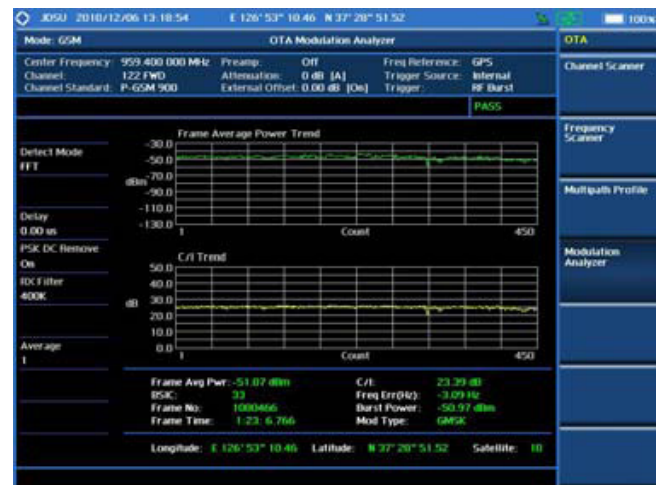 JDSU 2010/12/06 13:18:54 E 126° 53" 10.46 N 37° 28" 51.52 100%
Mode: GSM OTA Modulation Analyzer OTA
Center Frequency: 959.400 000 MHz Preamp: Off Freq Reference: GPS
Channel: 122 FWD Attenuation: 0 dB [A] Trigger Source: Internal
Channel Standard: P-GSM 900 External Offset: 0.00 dB [On] Trigger: RF Burst
PASS
Channel Scanner
Frequency Scanner
Multipath Profile
Modulation Analyzer
Detect Mode
FFT
Delay
0.00 us
PSK DC Remove
On
RX Filter
400K
Average
1
Frame Average Power Trend
-30.0
-50.0
dBm
-70.0
-90.0
-110.0
-130.0
1 Count 450
C/I Trend
50.0
40.0
dB
30.0
20.0
10.0
0.0
1 Count 450
Frame Avg Pwr: -51.07 dBm C/I: 23.39 dB
BSIC: 33 Freq Err(Hz): -3.09 Hz
Frame No: 1000466 Burst Power: -50.97 dBm
Frame Time: 1:23: 6.766 Mod Type: GMSK
Longitude: E 126° 53" 10.46 Latitude: N 37° 28" 51.52 Satellite: 10